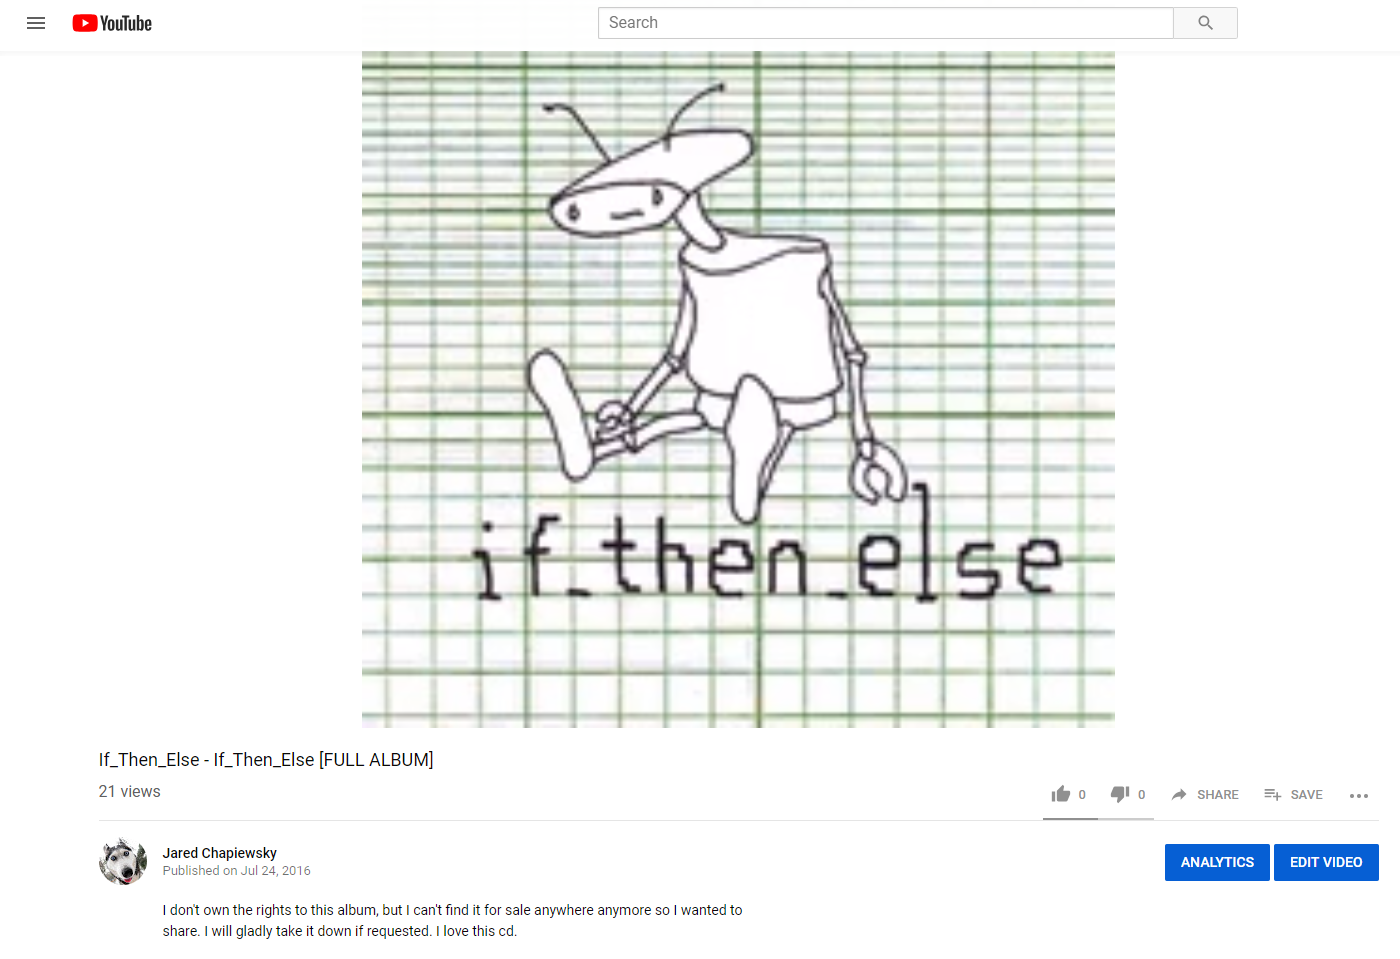 YouTube
Search
if_then_else
If_Then_Else - If_Then_Else [FULL ALBUM]
21 views
0
0
SHARE
SAVE
Jared Chapiewsky
Published on Jul 24, 2016
ANALYTICS
EDIT VIDEO
I don't own the rights to this album, but I can't find it for sale anywhere anymore so I wanted to
share. I will gladly take it down if requested. I love this cd.